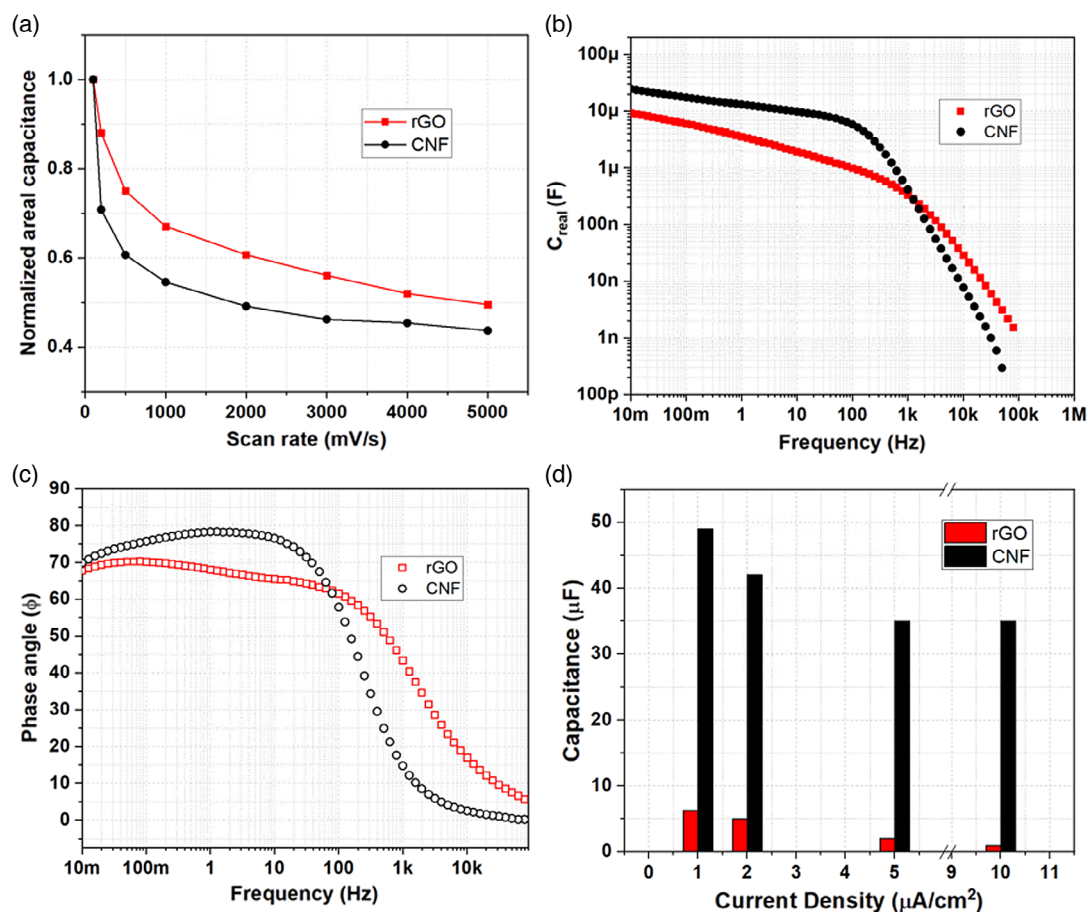 (a)
1.0
0.8
0.6
0.4
Normalized areal capacitance
rGO
CNF
0 1000 2000 3000 4000 5000
Scan rate (mV/s)
(b)
100µ
10µ
1µ
100n
10n
1n
100p
C_real (F)
rGO
CNF
10m 100m 1 10 100 1k 10k 100k 1M
Frequency (Hz)
(c)
90
80
70
60
50
40
30
20
10
0
Phase angle (ϕ)
rGO
CNF
10m 100m 1 10 100 1k 10k
Frequency (Hz)
(d)
50
40
30
20
10
0
Capacitance (µF)
rGO
CNF
0 1 2 3 4 5 9 10 11
Current Density (µA/cm²)